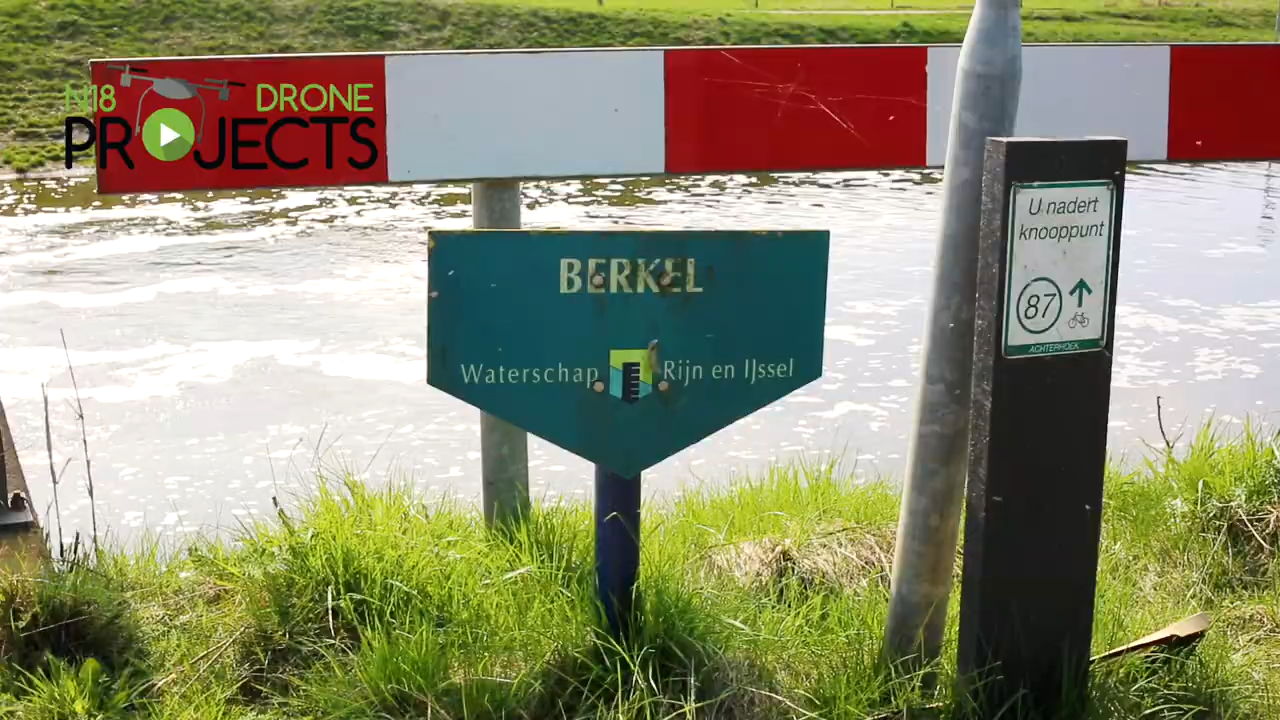 N18 DRONE
PROJECTS
BERKEL
Waterschap Rijn en IJssel
U nadert
knooppunt
87
ACHTERHOEK